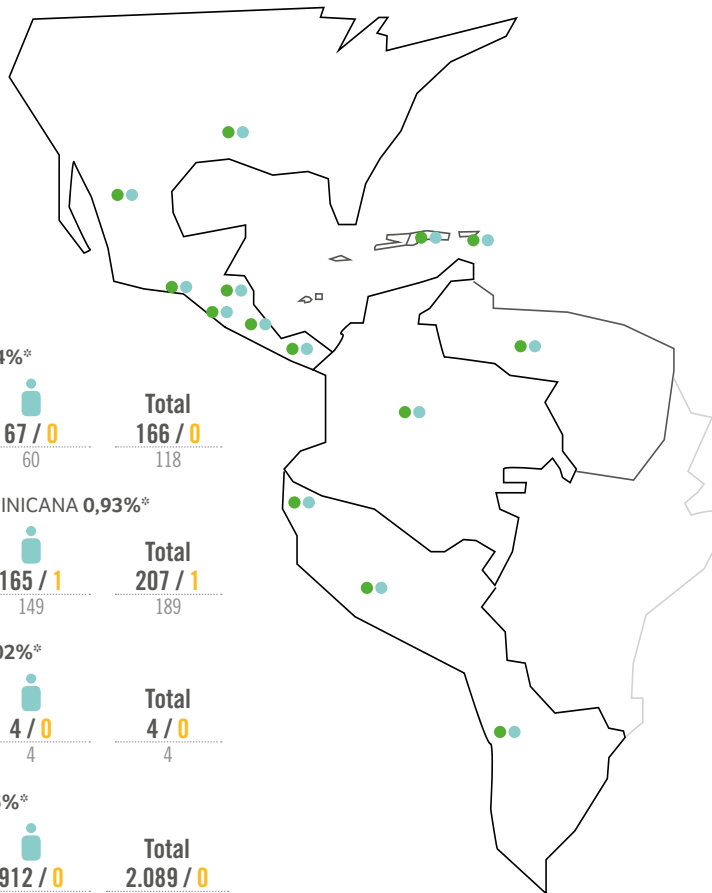 4%*
Total
67 / 0
166 / 0
60
118
INICANA 0,93%*
Total
165 / 1
207 / 1
149
189
02%*
Total
4 / 0
4 / 0
4
4
%*
Total
912 / 0
2.089 / 0